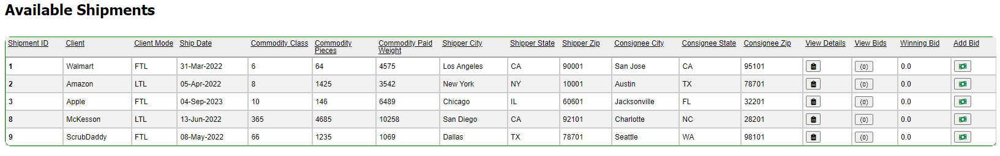 Available Shipments
Shipment ID Client Client Mode Ship Date Commodity Class Commodity Pieces Commodity Paid Weight Shipper City Shipper State Shipper Zip Consignee City Consignee State Consignee Zip View Details View Bids Winning Bid Add Bid
1 Walmart FTL 31-Mar-2022 6 64 4575 Los Angeles CA 90001 San Jose CA 95101 (0) 0.0
2 Amazon LTL 05-Apr-2022 8 1425 3542 New York NY 10001 Austin TX 78701 (0) 0.0
3 Apple FTL 04-Sep-2023 10 146 6489 Chicago IL 60601 Jacksonville FL 32201 (0) 0.0
8 McKesson LTL 13-Jun-2022 365 4685 10258 San Diego CA 92101 Charlotte NC 28201 (0) 0.0
9 ScrubDaddy FTL 08-May-2022 66 1235 1069 Dallas TX 78701 Seattle WA 98101 (0) 0.0